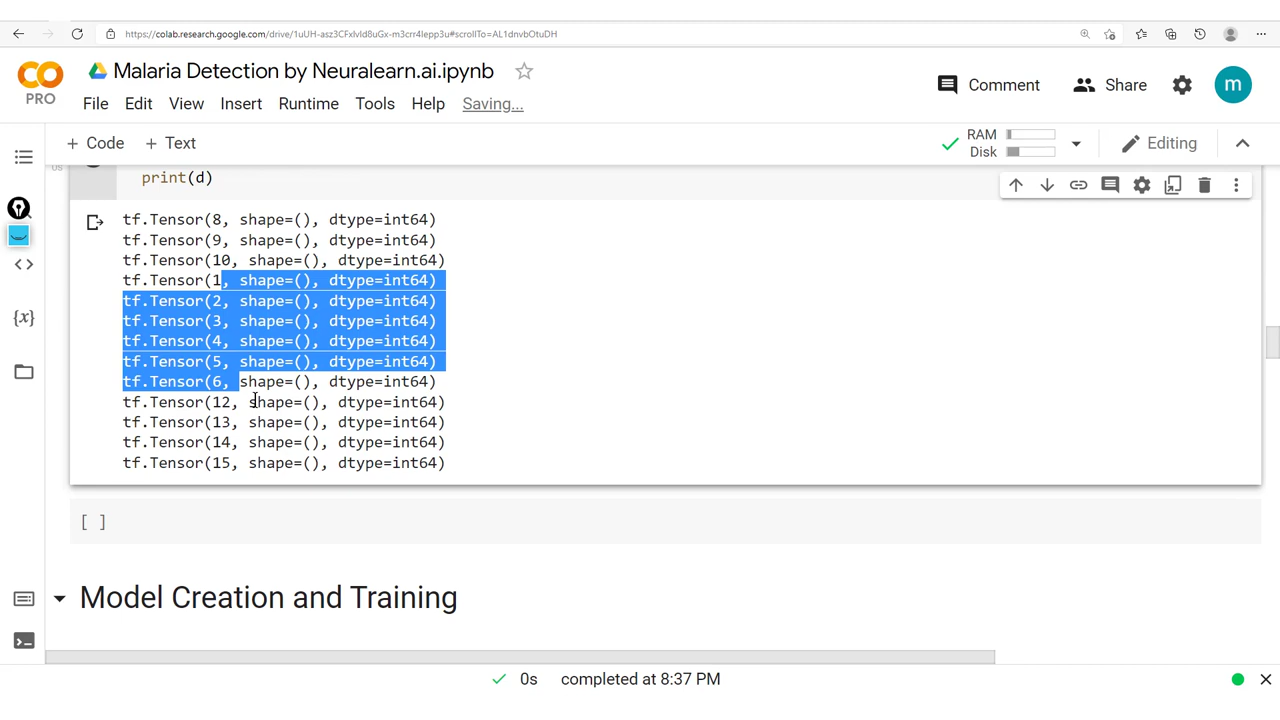 https://colab.research.google.com/drive/1uUH-asz3CFxlvld8uGx-m3crr4lepp3u#scrollTo=AL1dnvbOtuDH
CO
PRO
Malaria Detection by Neuralearn.ai.ipynb
File Edit View Insert Runtime Tools Help Saving...
Comment
Share
m
+ Code + Text
RAM
Disk
Editing
0s
print(d)
tf.Tensor(8, shape=(), dtype=int64)
tf.Tensor(9, shape=(), dtype=int64)
tf.Tensor(10, shape=(), dtype=int64)
tf.Tensor(1, shape=(), dtype=int64)
tf.Tensor(2, shape=(), dtype=int64)
tf.Tensor(3, shape=(), dtype=int64)
tf.Tensor(4, shape=(), dtype=int64)
tf.Tensor(5, shape=(), dtype=int64)
tf.Tensor(6, shape=(), dtype=int64)
tf.Tensor(12, shape=(), dtype=int64)
tf.Tensor(13, shape=(), dtype=int64)
tf.Tensor(14, shape=(), dtype=int64)
tf.Tensor(15, shape=(), dtype=int64)
[ ]
Model Creation and Training
0s completed at 8:37 PM